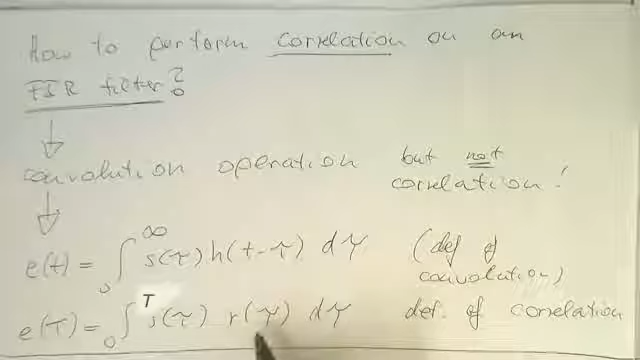 How to perform correlation on an
FIR filter?
convolution operation but not
correlation!
e(t) = ∫₀^∞ s(τ) h(t-τ) dτ (def of
convolution)
e(T) = ∫₀^T s(τ) r(τ) dτ def. of correlation